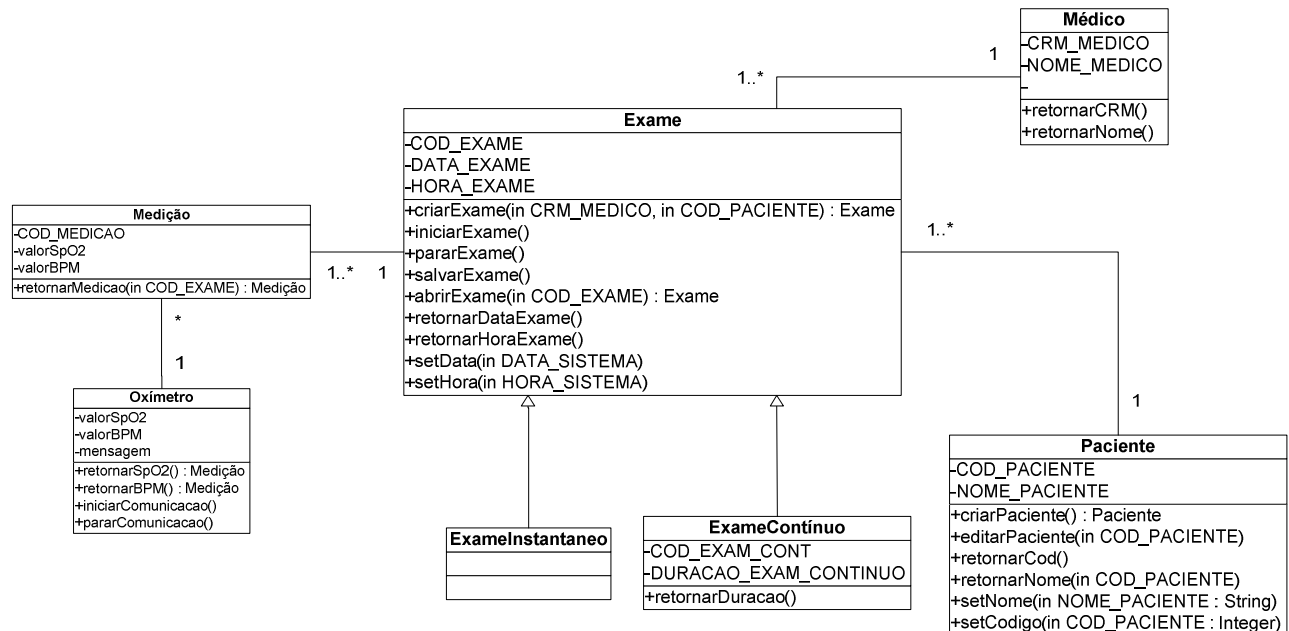 Médico
-CRM_MEDICO
-NOME_MEDICO
-
+retornarCRM()
+retornarNome()
1
1..*
Exame
-COD_EXAME
-DATA_EXAME
-HORA_EXAME
+criarExame(in CRM_MEDICO, in COD_PACIENTE) : Exame
+iniciarExame()
+pararExame()
+salvarExame()
+abrirExame(in COD_EXAME) : Exame
+retornarDataExame()
+retornarHoraExame()
+setData(in DATA_SISTEMA)
+setHora(in HORA_SISTEMA)
Medição
-COD_MEDICAO
-valorSpO2
-valorBPM
+retornarMedicao(in COD_EXAME) : Medição
1..*
1
1..*
*
1
Oxímetro
-valorSpO2
-valorBPM
-mensagem
+retornarSpO2() : Medição
+retornarBPM() : Medição
+iniciarComunicacao()
+pararComunicacao()
1
ExameInstantaneo
ExameContínuo
-COD_EXAM_CONT
-DURACAO_EXAM_CONTINUO
+retornarDuracao()
Paciente
-COD_PACIENTE
-NOME_PACIENTE
+criarPaciente() : Paciente
+editarPaciente(in COD_PACIENTE)
+retornarCod()
+retornarNome(in COD_PACIENTE)
+setNome(in NOME_PACIENTE : String)
+setCodigo(in COD_PACIENTE : Integer)